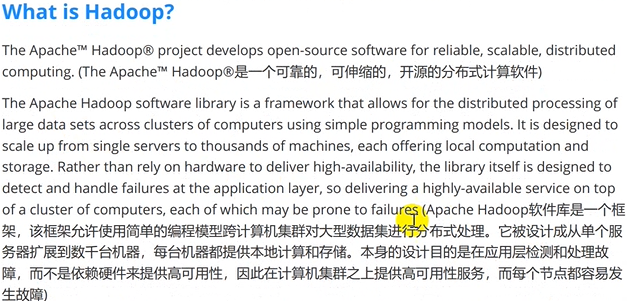 What is Hadoop?
The Apache™ Hadoop® project develops open-source software for reliable, scalable, distributed
computing. (The Apache™ Hadoop®是一个可靠的，可伸缩的，开源的分布式计算软件)
The Apache Hadoop software library is a framework that allows for the distributed processing of
large data sets across clusters of computers using simple programming models. It is designed to
scale up from single servers to thousands of machines, each offering local computation and
storage. Rather than rely on hardware to deliver high-availability, the library itself is designed to
detect and handle failures at the application layer, so delivering a highly-available service on top
of a cluster of computers, each of which may be prone to failures (Apache Hadoop软件库是一个框
架，该框架允许使用简单的编程模型跨计算机集群对大型数据集进行分布式处理。它被设计成从单个服
务器扩展到数千台机器，每台机器都提供本地计算和存储。本身的设计目的是在应用层检测和处理故
障，而不是依赖硬件来提供高可用性，因此在计算机集群之上提供高可用性服务，而每个节点都容易发
生故障)